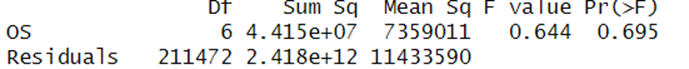 Df Sum Sq Mean Sq F value Pr(>F)
OS 6 4.415e+07 7359011 0.644 0.695
Residuals 211472 2.418e+12 11433590